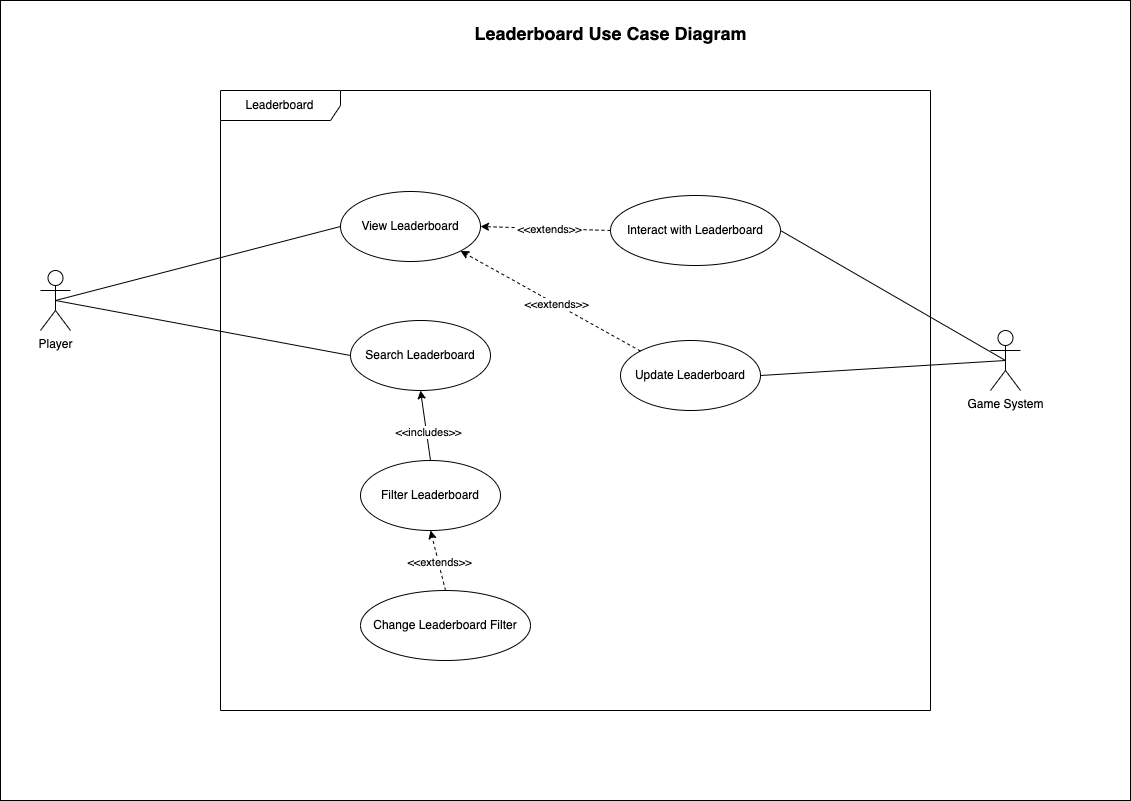 Leaderboard Use Case Diagram
Leaderboard
View Leaderboard
<<extends>>
Interact with Leaderboard
<<extends>>
Player
Search Leaderboard
Update Leaderboard
Game System
<<includes>>
Filter Leaderboard
<<extends>>
Change Leaderboard Filter